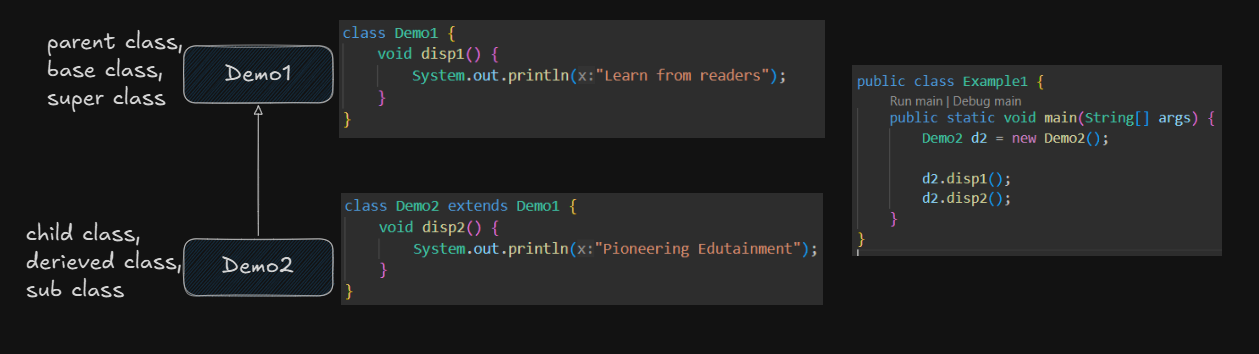 parent class,
base class,
super class
Demo1
class Demo1 {
void disp1() {
System.out.println(x:"Learn from readers");
}
}
child class,
derieved class,
sub class
Demo2
class Demo2 extends Demo1 {
void disp2() {
System.out.println(x:"Pioneering Edutainment");
}
}
public class Example1 {
Run main | Debug main
public static void main(String[] args) {
Demo2 d2 = new Demo2();
d2.disp1();
d2.disp2();
}
}